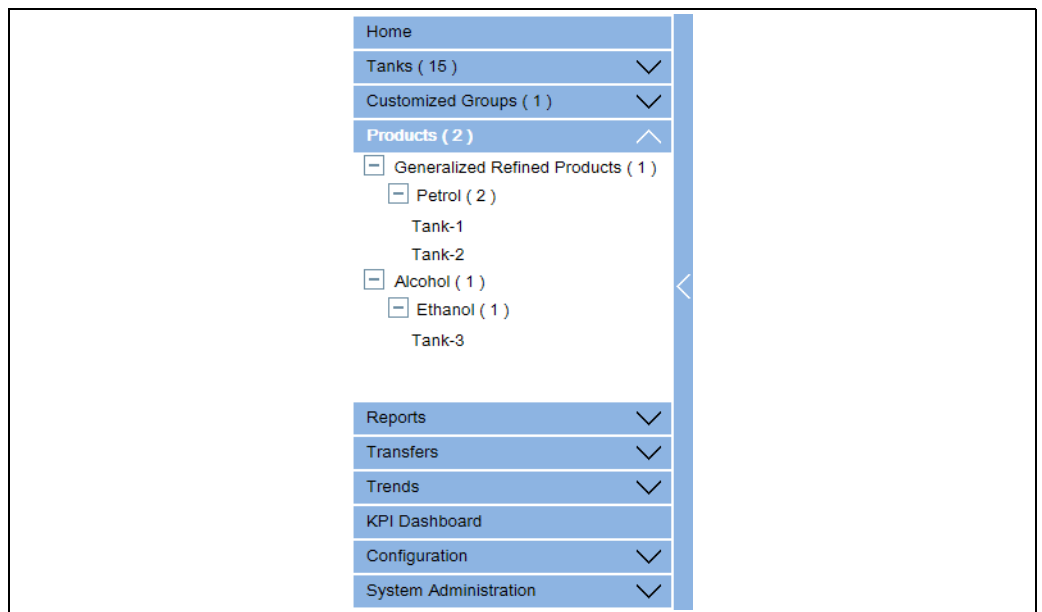 Home
Tanks ( 15 )
Customized Groups ( 1 )
Products ( 2 )
Generalized Refined Products ( 1 )
Petrol ( 2 )
Tank-1
Tank-2
Alcohol ( 1 )
Ethanol ( 1 )
Tank-3
Reports
Transfers
Trends
KPI Dashboard
Configuration
System Administration